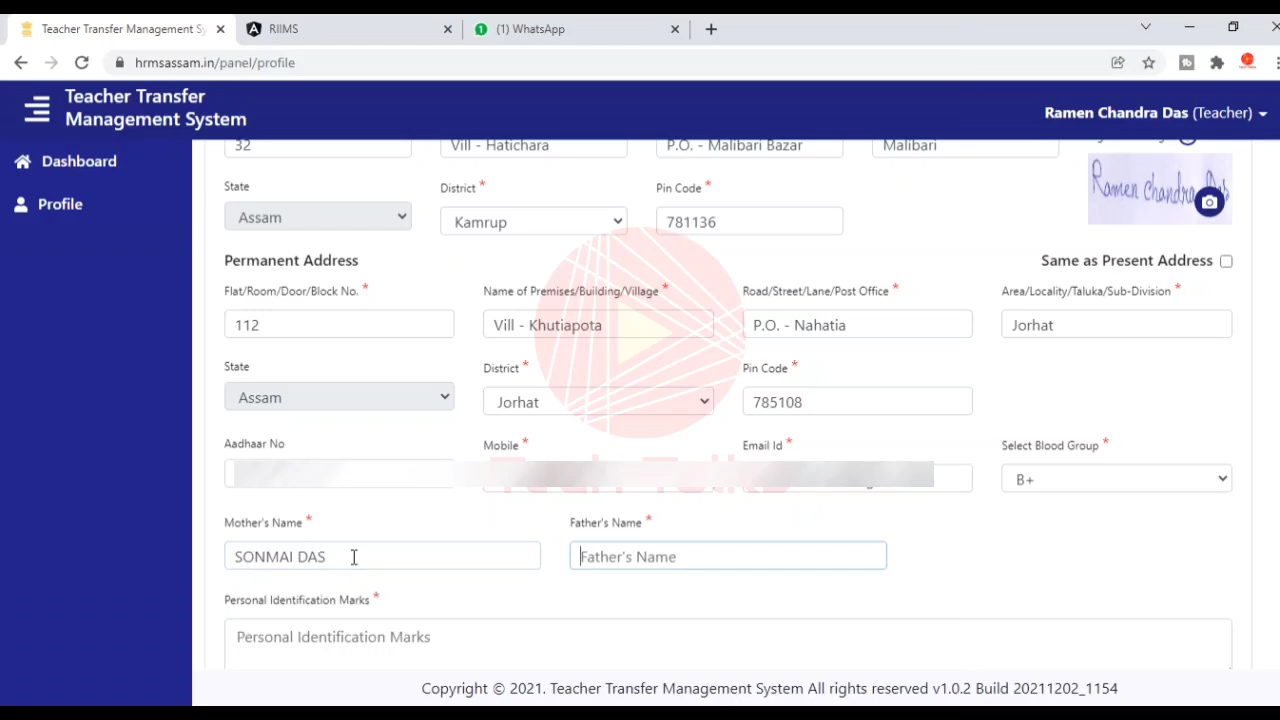 Teacher Transfer Management S
RIIMS
(1) WhatsApp
hrmsassam.in/panel/profile
Teacher Transfer
Management System
Ramen Chandra Das (Teacher)
Dashboard
Profile
32
Vill - Hatichara
P.O. - Malibari Bazar
Malibari
Ramen Chandra Das
State
District *
Pin Code *
Assam
Kamrup
781136
Permanent Address
Same as Present Address
Flat/Room/Door/Block No. *
Name of Premises/Building/Village *
Road/Street/Lane/Post Office *
Area/Locality/Taluka/Sub-Division *
112
Vill - Khutiapota
P.O. - Nahatia
Jorhat
State
District *
Pin Code *
Assam
Jorhat
785108
Aadhaar No
Mobile *
Email Id *
Select Blood Group *
B+
Mother's Name *
Father's Name *
SONMAI DAS
Father's Name
Personal Identification Marks *
Personal Identification Marks
Copyright © 2021. Teacher Transfer Management System All rights reserved v1.0.2 Build 20211202_1154